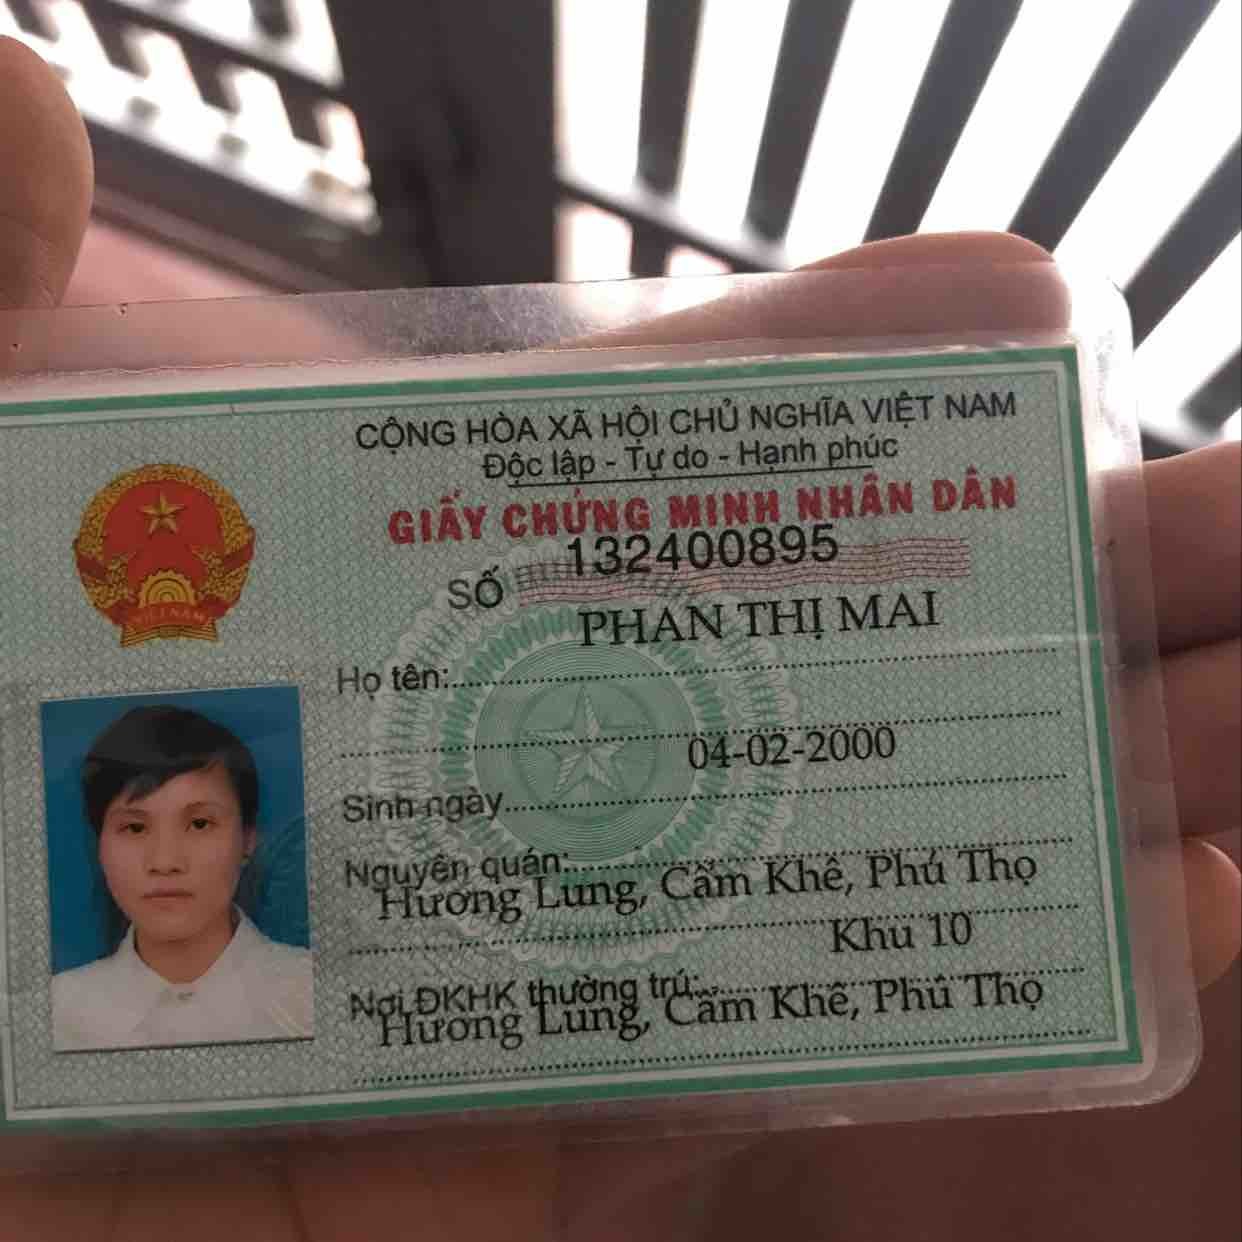 CỘNG HÒA XÃ HỘI CHỦ NGHĨA VIỆT NAM
Độc lập - Tự do - Hạnh phúc
GIẤY CHỨNG MINH NHÂN DÂN
SỐ 132400895
VIETNAM
Họ tên: PHAN THỊ MAI
Sinh ngày 04-02-2000
Nguyên quán:
Hương Lung, Cẩm Khê, Phú Thọ
Khu 10
Nơi ĐKHK thường trú:
Hương Lung, Cẩm Khê, Phú Thọ